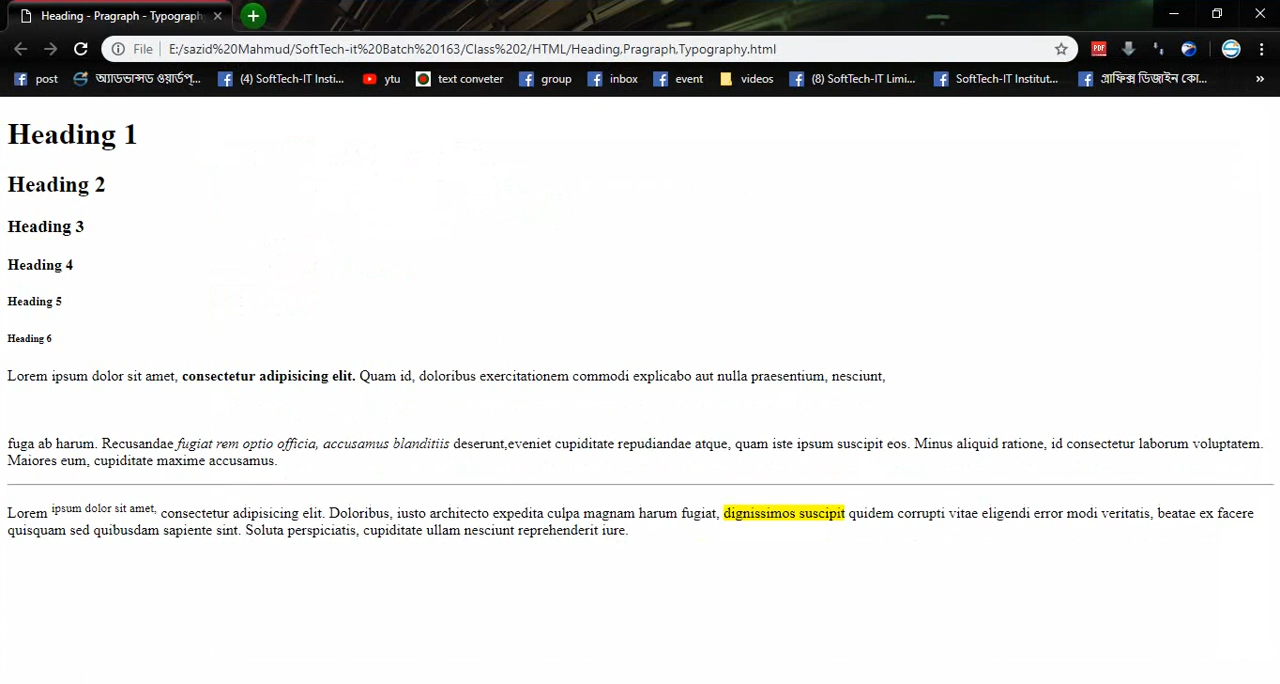 Heading - Pragraph - Typograph
File E:/sazid%20Mahmud/SoftTech-it%20Batch%20163/Class%202/HTML/Heading,Pragraph,Typography.html PDF
post অ্যাডভান্সড ওয়ার্ডপ্... (4) SoftTech-IT Insti... ytu text conveter group inbox event videos (8) SoftTech-IT Limi... SoftTech-IT Institut... গ্রাফিক্স ডিজাইন কো... »
Heading 1
Heading 2
Heading 3
Heading 4
Heading 5
Heading 6
Lorem ipsum dolor sit amet, consectetur adipisicing elit. Quam id, doloribus exercitationem commodi explicabo aut nulla praesentium, nesciunt,
fuga ab harum. Recusandae fugiat rem optio officia, accusamus blanditiis deserunt,eveniet cupiditate repudiandae atque, quam iste ipsum suscipit eos. Minus aliquid ratione, id consectetur laborum voluptatem.
Maiores eum, cupiditate maxime accusamus.
Lorem ipsum dolor sit amet, consectetur adipisicing elit. Doloribus, iusto architecto expedita culpa magnam harum fugiat, dignissimos suscipit quidem corrupti vitae eligendi error modi veritatis, beatae ex facere
quisquam sed quibusdam sapiente sint. Soluta perspiciatis, cupiditate ullam nesciunt reprehenderit iure.